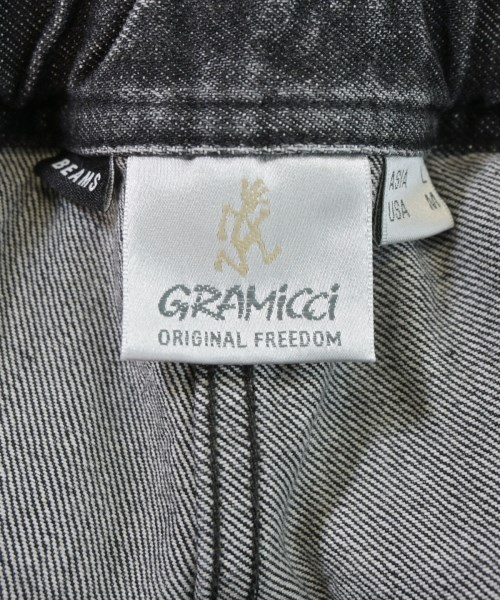 BEAMS
GRAMiCCi
ORIGINAL FREEDOM
ASIA L
USA M